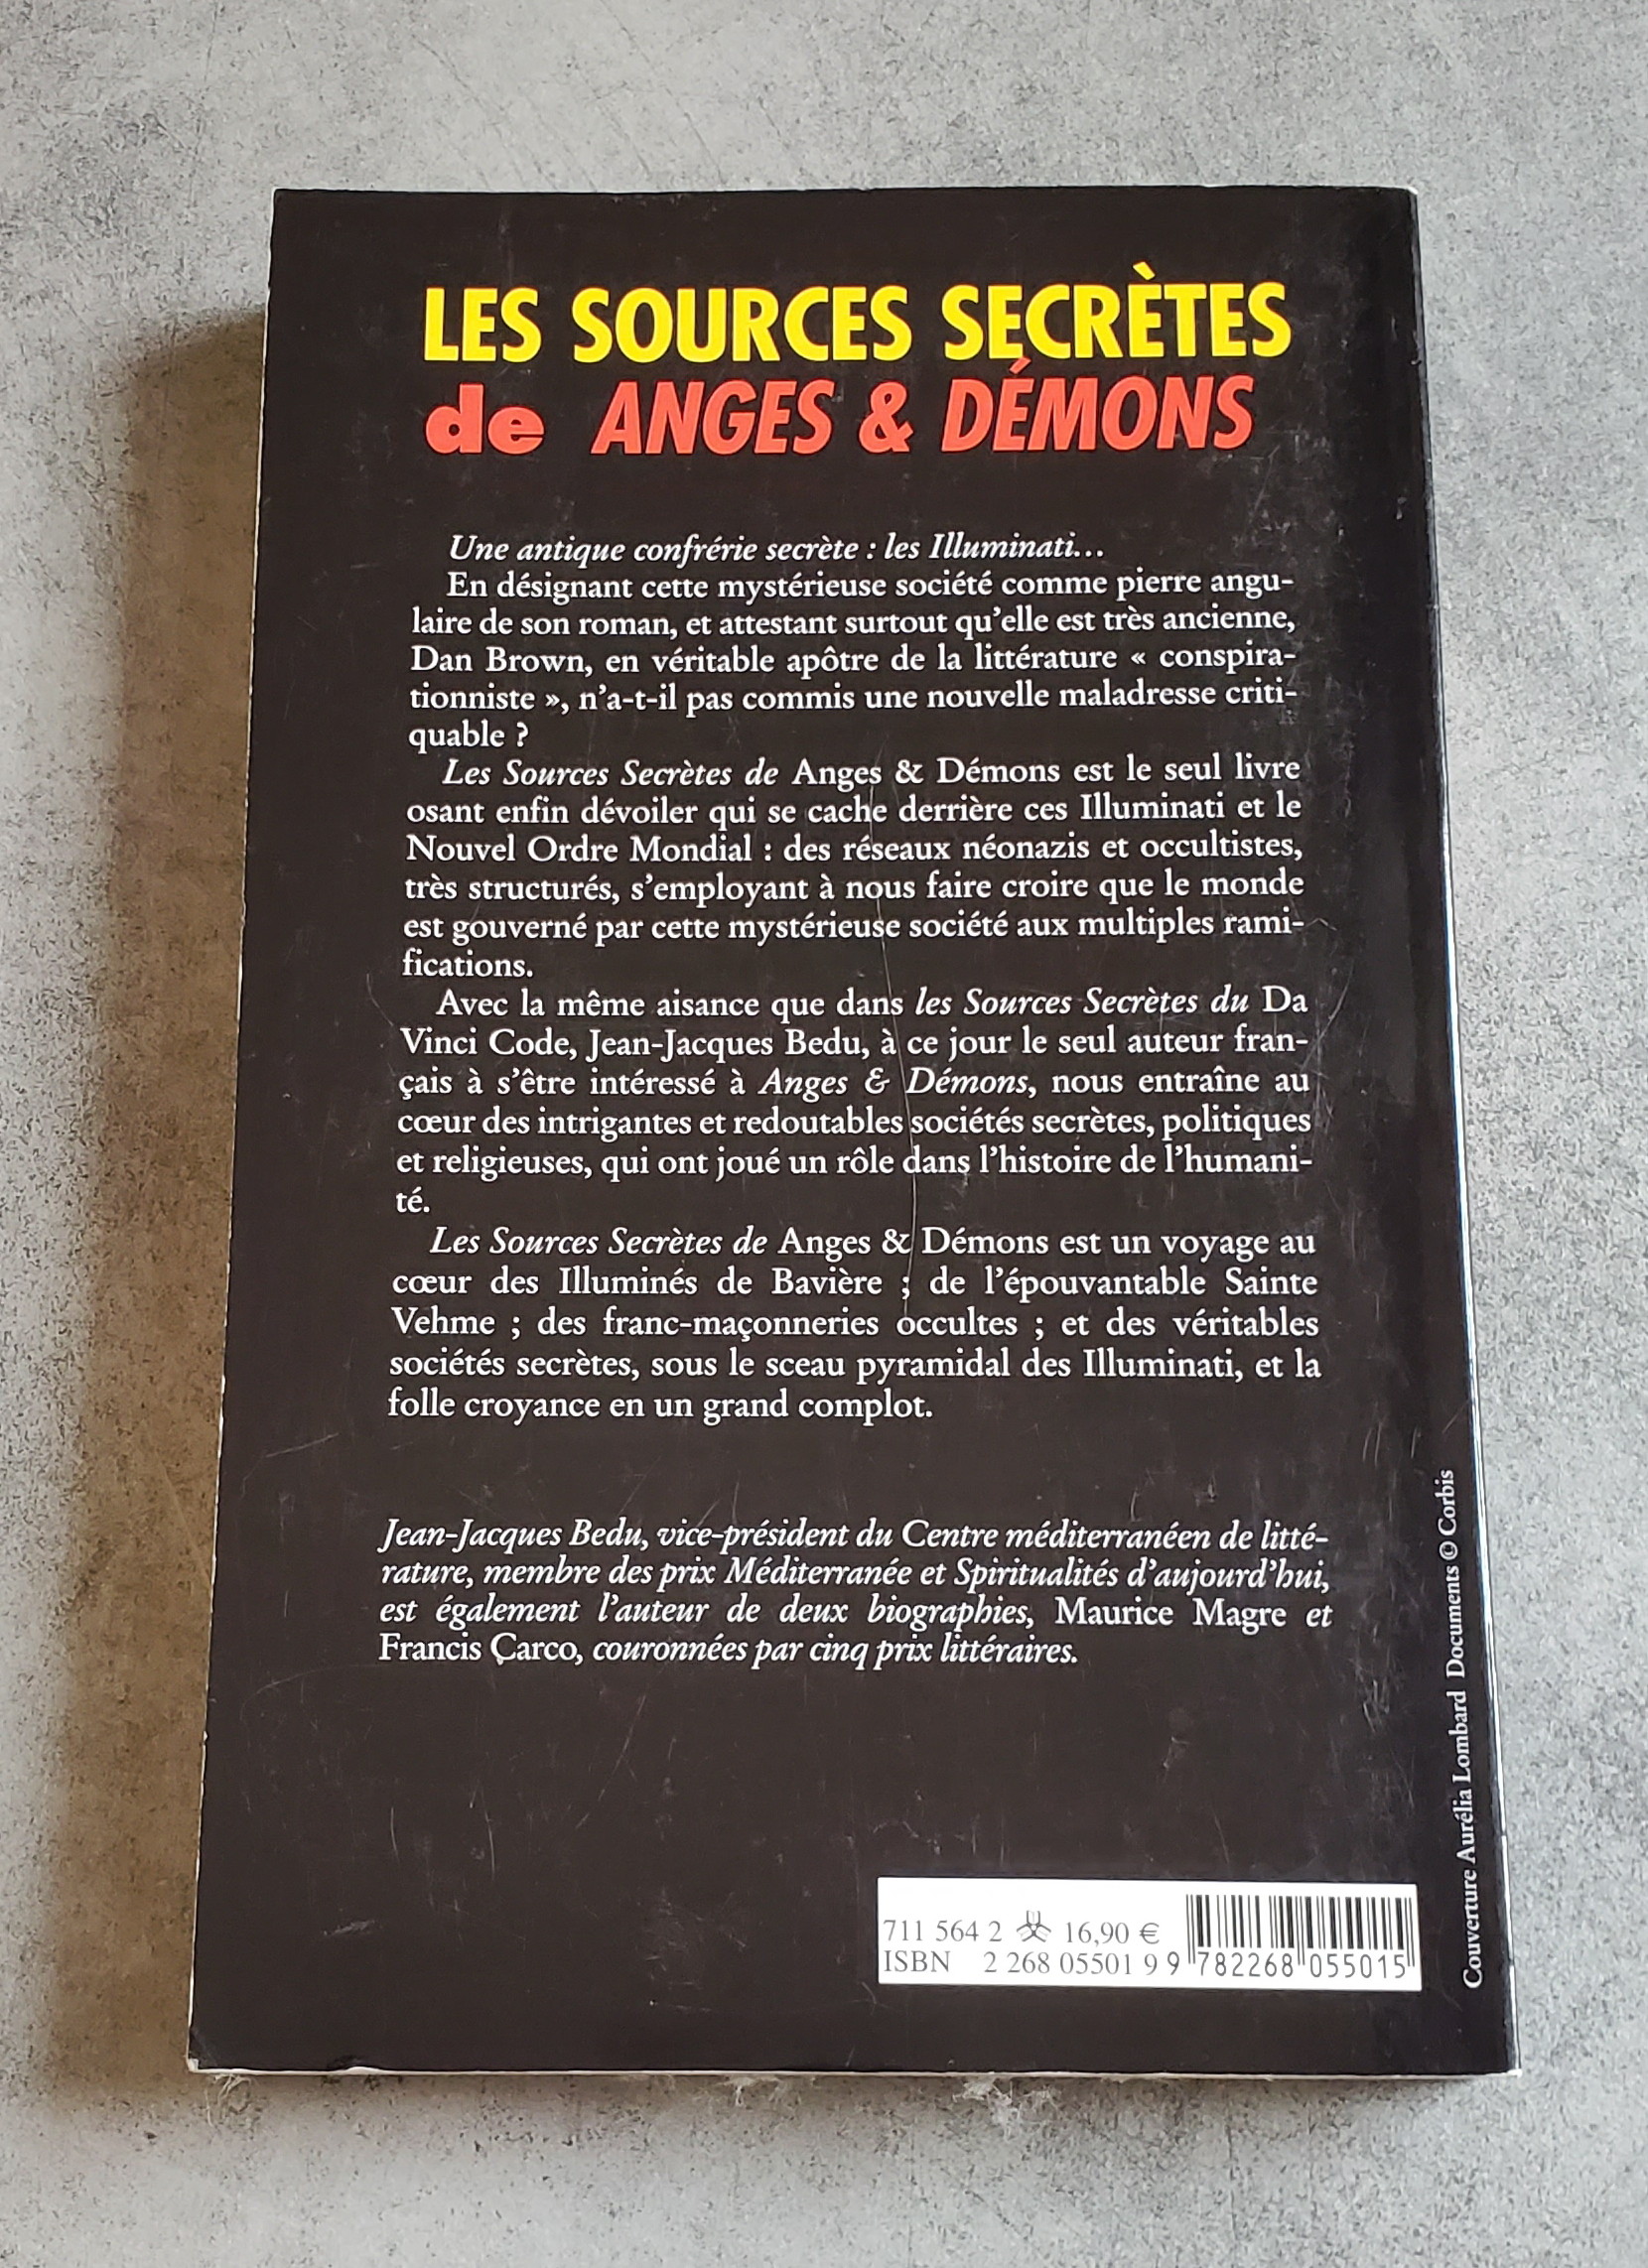 LES SOURCES SECRÈTES
de ANGES & DÉMONS
Une antique confrérie secrète : les Illuminati...
En désignant cette mystérieuse société comme pierre angu-
laire de son roman, et attestant surtout qu'elle est très ancienne,
Dan Brown, en véritable apôtre de la littérature « conspira-
tionniste », n'a-t-il pas commis une nouvelle maladresse criti-
quable ?
Les Sources Secrètes de Anges & Démons est le seul livre
osant enfin dévoiler qui se cache derrière ces Illuminati et le
Nouvel Ordre Mondial : des réseaux néonazis et occultistes,
très structurés, s'employant à nous faire croire que le monde
est gouverné par cette mystérieuse société aux multiples rami-
fications.
Avec la même aisance que dans les Sources Secrètes du Da
Vinci Code, Jean-Jacques Bedu, à ce jour le seul auteur fran-
çais à s'être intéressé à Anges & Démons, nous entraîne au
cœur des intrigantes et redoutables sociétés secrètes, politiques
et religieuses, qui ont joué un rôle dans l'histoire de l'humani-
té.
Les Sources Secrètes de Anges & Démons est un voyage au
cœur des Illuminés de Bavière ; de l'épouvantable Sainte
Vehme ; des franc-maçonneries occultes ; et des véritables
sociétés secrètes, sous le sceau pyramidal des Illuminati, et la
folle croyance en un grand complot.
Jean-Jacques Bedu, vice-président du Centre méditerranéen de litté-
rature, membre des prix Méditerranée et Spiritualités d'aujourd'hui,
est également l'auteur de deux biographies, Maurice Magre et
Francis Çarco, couronnées par cinq prix littéraires.
711 564 2 16,90 €
ISBN 2 268 05501 9 9 782268 055015
Couverture Aurélia Lombard Documents © Corbis